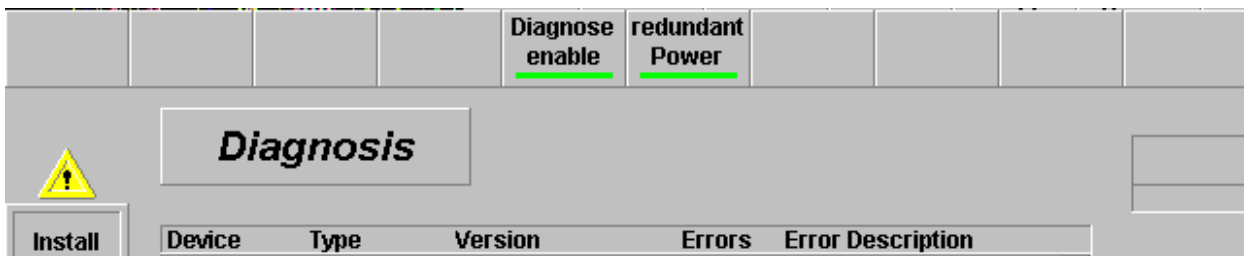 Diagnose redundant
enable Power
Diagnosis
Install Device Type Version Errors Error Description